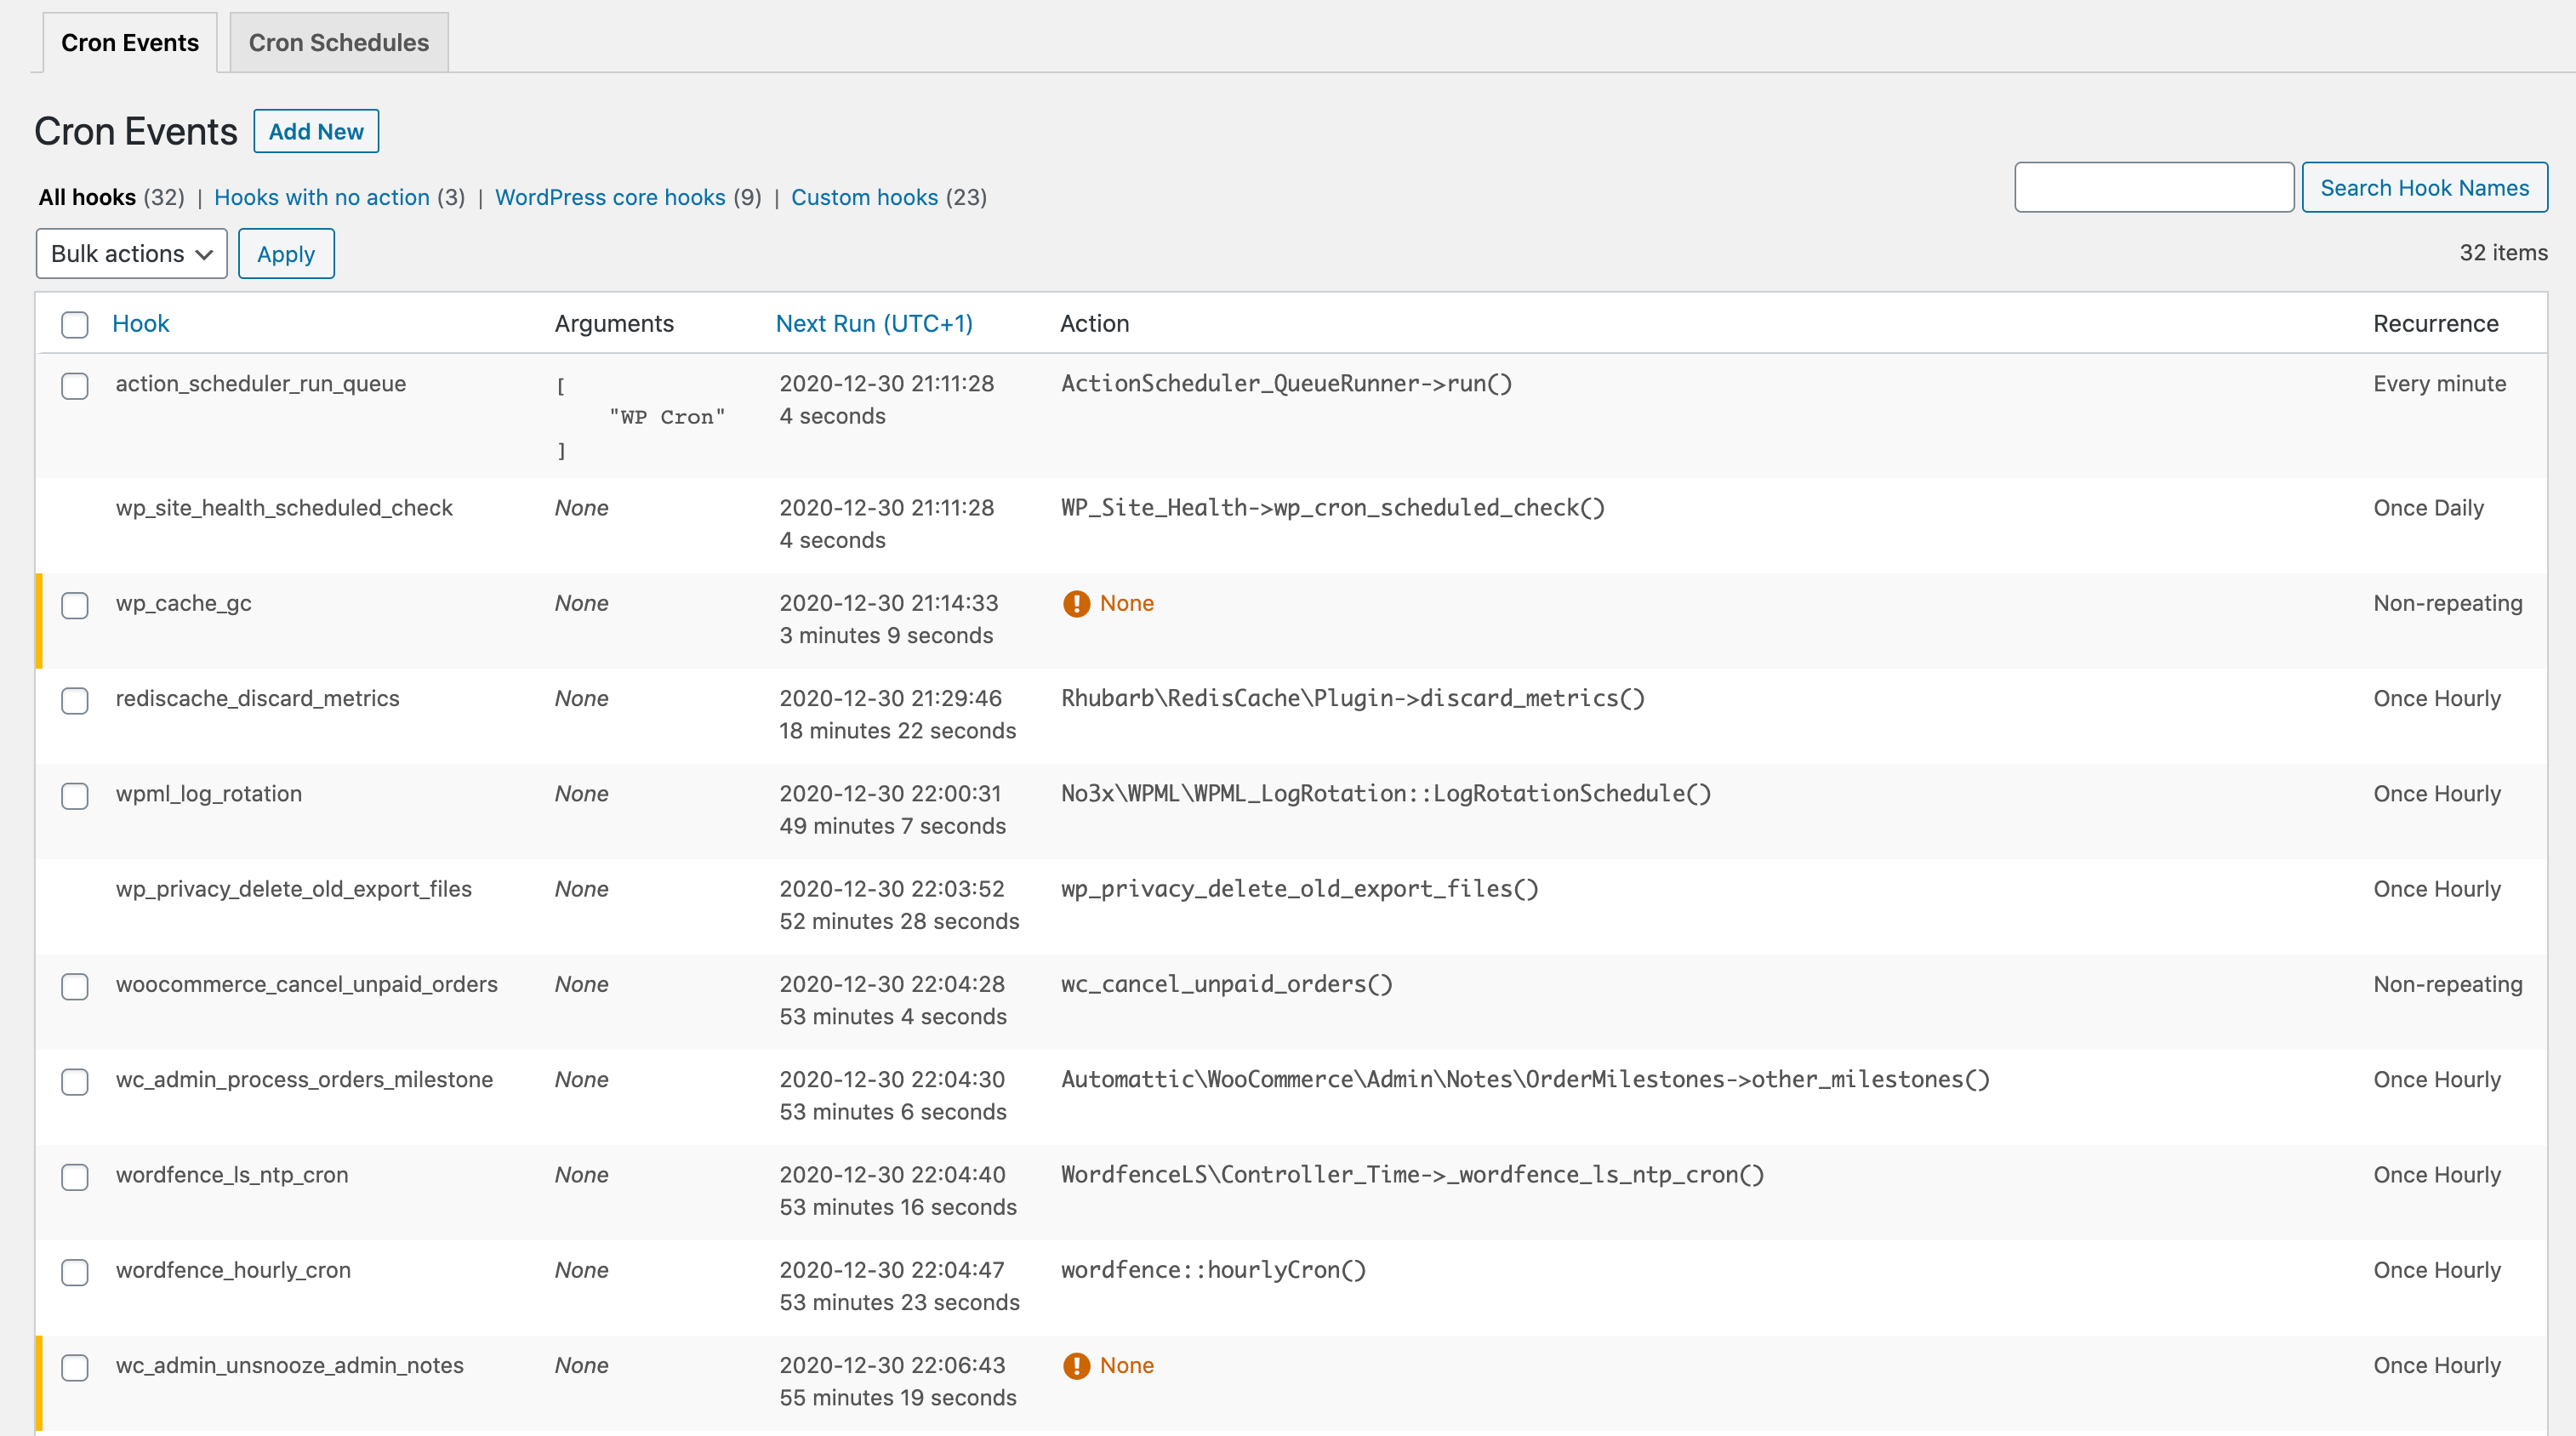 Cron Events Cron Schedules
Cron Events Add New
All hooks (32) | Hooks with no action (3) | WordPress core hooks (9) | Custom hooks (23)
Search Hook Names
Bulk actions Apply
32 items
Hook Arguments Next Run (UTC+1) Action Recurrence
action_scheduler_run_queue [ 2020-12-30 21:11:28 ActionScheduler_QueueRunner->run() Every minute
"WP Cron" 4 seconds
]
wp_site_health_scheduled_check None 2020-12-30 21:11:28 WP_Site_Health->wp_cron_scheduled_check() Once Daily
4 seconds
wp_cache_gc None 2020-12-30 21:14:33 None Non-repeating
3 minutes 9 seconds
rediscache_discard_metrics None 2020-12-30 21:29:46 Rhubarb\RedisCache\Plugin->discard_metrics() Once Hourly
18 minutes 22 seconds
wpml_log_rotation None 2020-12-30 22:00:31 No3x\WPML\WPML_LogRotation::LogRotationSchedule() Once Hourly
49 minutes 7 seconds
wp_privacy_delete_old_export_files None 2020-12-30 22:03:52 wp_privacy_delete_old_export_files() Once Hourly
52 minutes 28 seconds
woocommerce_cancel_unpaid_orders None 2020-12-30 22:04:28 wc_cancel_unpaid_orders() Non-repeating
53 minutes 4 seconds
wc_admin_process_orders_milestone None 2020-12-30 22:04:30 Automattic\WooCommerce\Admin\Notes\OrderMilestones->other_milestones() Once Hourly
53 minutes 6 seconds
wordfence_ls_ntp_cron None 2020-12-30 22:04:40 WordfenceLS\Controller_Time->_wordfence_ls_ntp_cron() Once Hourly
53 minutes 16 seconds
wordfence_hourly_cron None 2020-12-30 22:04:47 wordfence::hourlyCron() Once Hourly
53 minutes 23 seconds
wc_admin_unsnooze_admin_notes None 2020-12-30 22:06:43 None Once Hourly
55 minutes 19 seconds